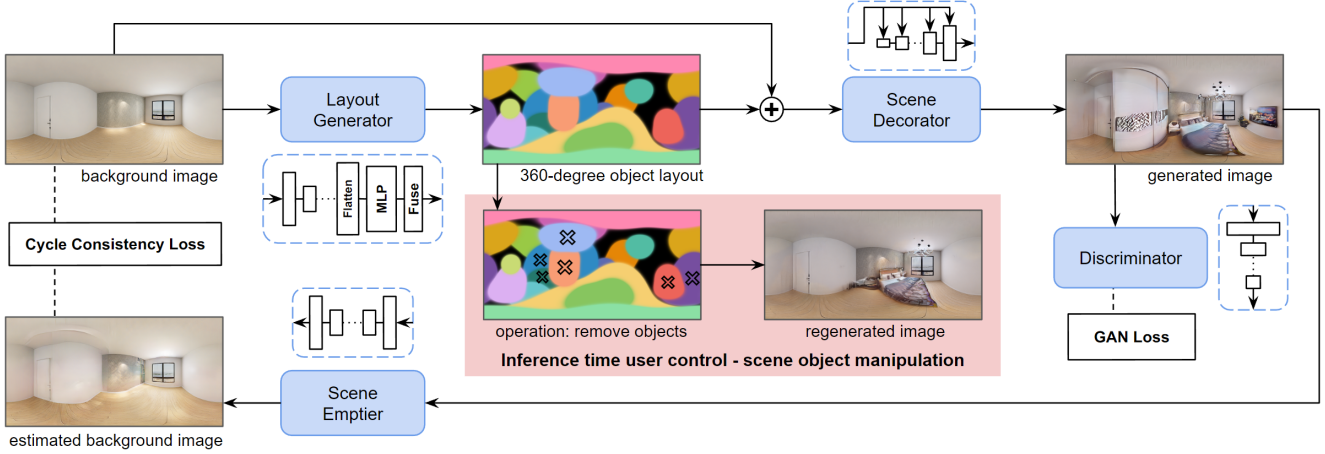 Layout
Generator
Scene
Decorator
background image
360-degree object layout
generated image
Flatten
MLP
Fuse
Cycle Consistency Loss
Discriminator
operation: remove objects
regenerated image
GAN Loss
Inference time user control - scene object manipulation
Scene
Emptier
estimated background image